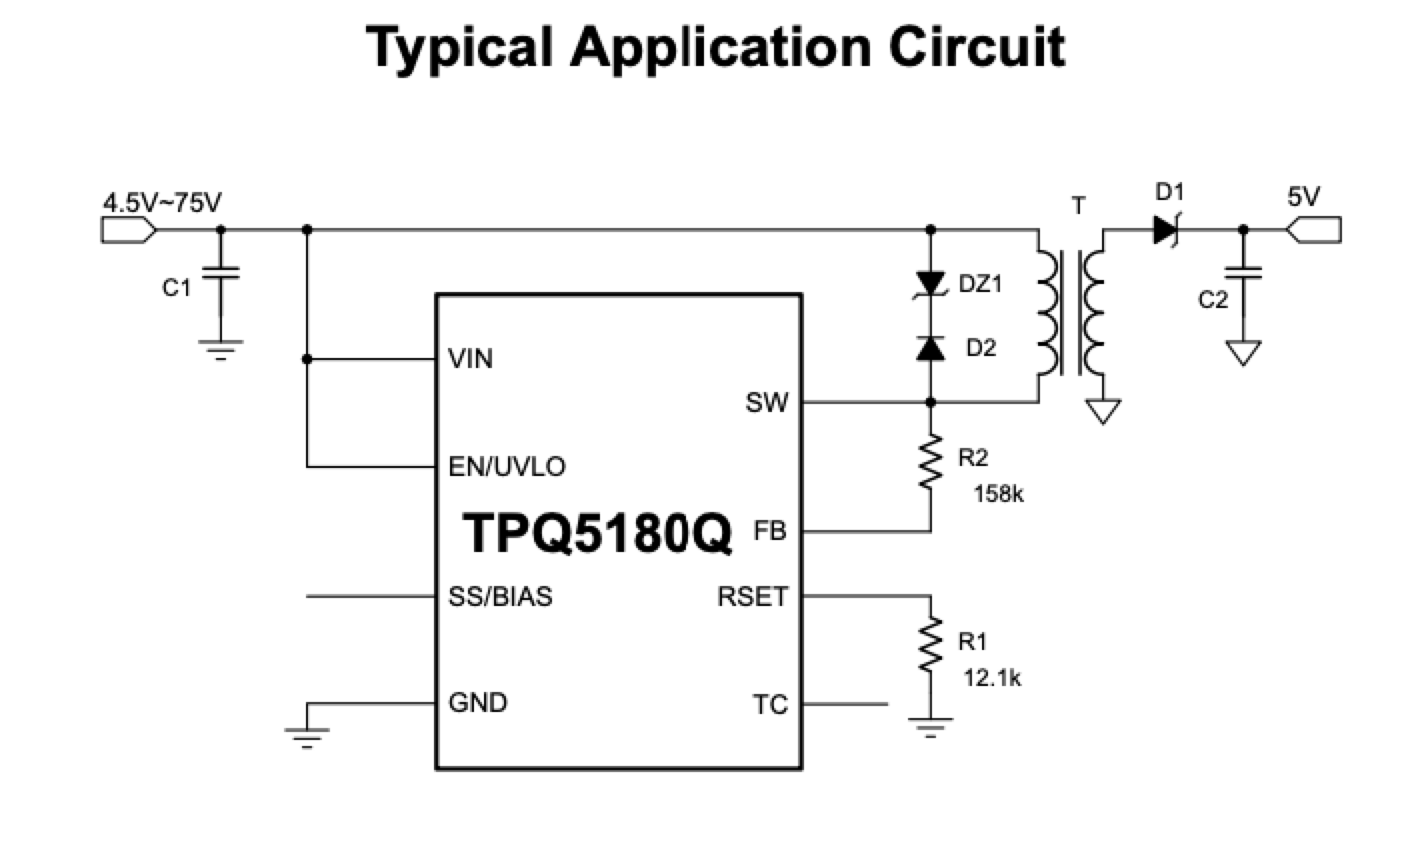 Typical Application Circuit
4.5V~75V
T
D1
5V
C1
DZ1
C2
D2
VIN
SW
EN/UVLO
R2
158k
TPQ5180Q
FB
SS/BIAS
RSET
R1
12.1k
GND
TC